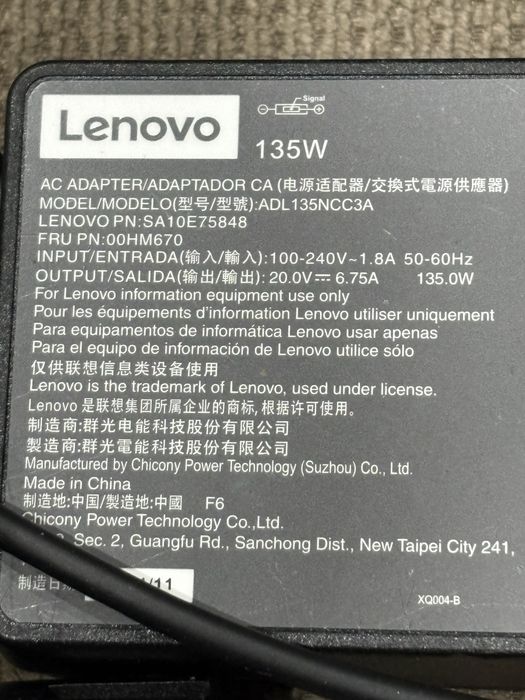 Signal
Lenovo
135W
AC ADAPTER/ADAPTADOR CA (电源适配器/交換式電源供應器)
MODEL/MODELO(型号/型號):ADL135NCC3A
LENOVO PN:SA10E75848
FRU PN:00HM670
INPUT/ENTRADA(输入/輸入):100-240V~1.8A 50-60Hz
OUTPUT/SALIDA(输出/輸出): 20.0V⎓ 6.75A 135.0W
For Lenovo information equipment use only
Pour les équipements d'information Lenovo utiliser uniquement
Para equipamentos de informática Lenovo usar apenas
Para el equipo de información de Lenovo utilice sólo
仅供联想信息类设备使用
Lenovo is the trademark of Lenovo, used under license.
Lenovo 是联想集团所属企业的商标,根据许可使用。
制造商:群光电能科技股份有限公司
製造商:群光電能科技股份有限公司
Manufactured by Chicony Power Technology (Suzhou) Co., Ltd.
Made in China
制造地:中国/製造地:中國 F6
Chicony Power Technology Co.,Ltd.
Sec. 2, Guangfu Rd., Sanchong Dist., New Taipei City 241,
制造日期
/11
XQ004-B